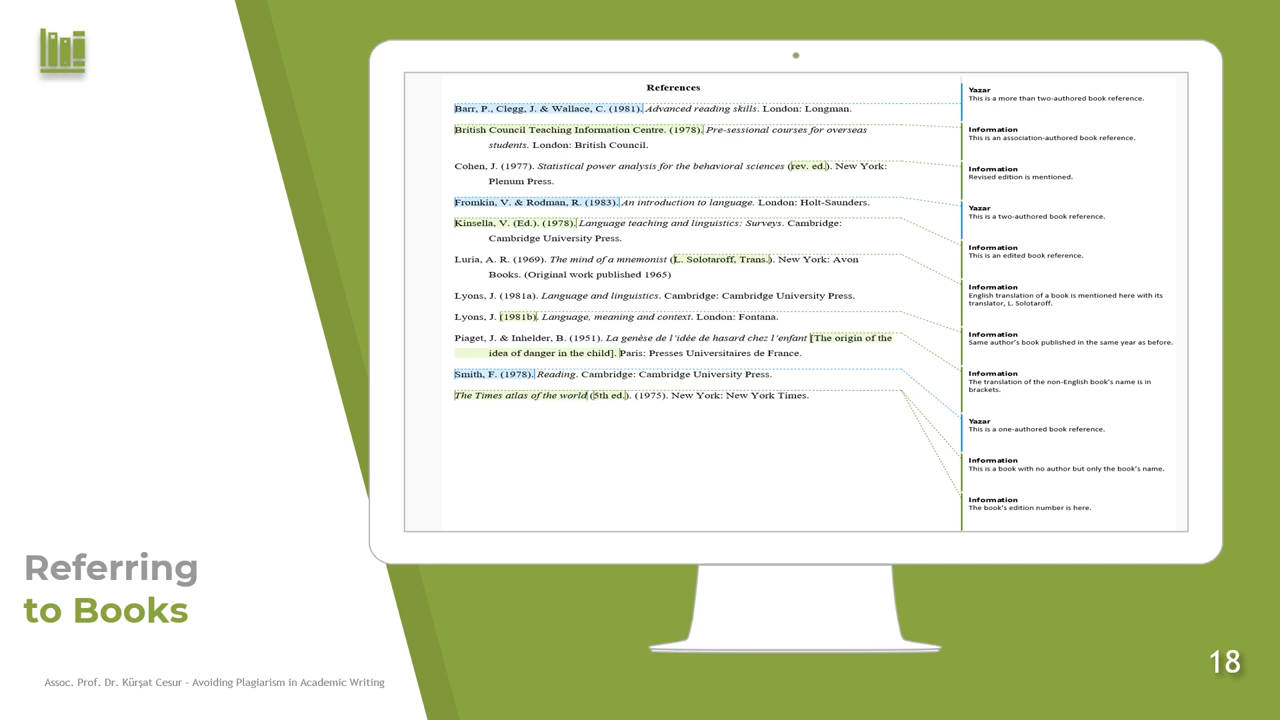 References
Barr, P., Clegg, J. & Wallace, C. (1981). Advanced reading skills. London: Longman.
British Council Teaching Information Centre. (1978). Pre-sessional courses for overseas
students. London: British Council.
Cohen, J. (1977). Statistical power analysis for the behavioral sciences (rev. ed.). New York:
Plenum Press.
Fromkin, V. & Rodman, R. (1983). An introduction to language. London: Holt-Saunders.
Kinsella, V. (Ed.). (1978). Language teaching and linguistics: Surveys. Cambridge:
Cambridge University Press.
Luria, A. R. (1969). The mind of a mnemonist (L. Solotaroff, Trans.). New York: Avon
Books. (Original work published 1965)
Lyons, J. (1981a). Language and linguistics. Cambridge: Cambridge University Press.
Lyons, J. (1981b). Language, meaning and context. London: Fontana.
Piaget, J. & Inhelder, B. (1951). La genèse de l'idée de hasard chez l'enfant [The origin of the
idea of danger in the child]. Paris: Presses Universitaires de France.
Smith, F. (1978). Reading. Cambridge: Cambridge University Press.
The Times atlas of the world (5th ed.). (1975). New York: New York Times.
Yazar
This is a more than two-authored book reference.
Information
This is an association-authored book reference.
Information
Revised edition is mentioned.
Yazar
This is a two-authored book reference.
Information
This is an edited book reference.
Information
English translation of a book is mentioned here with its
translator, L. Solotaroff.
Information
Same author's book published in the same year as before.
Information
The translation of the non-English book's name is in
brackets.
Yazar
This is a one-authored book reference.
Information
This is a book with no author but only the book's name.
Information
The book's edition number is here.
Referring
to Books
Assoc. Prof. Dr. Kürşat Cesur - Avoiding Plagiarism in Academic Writing
18